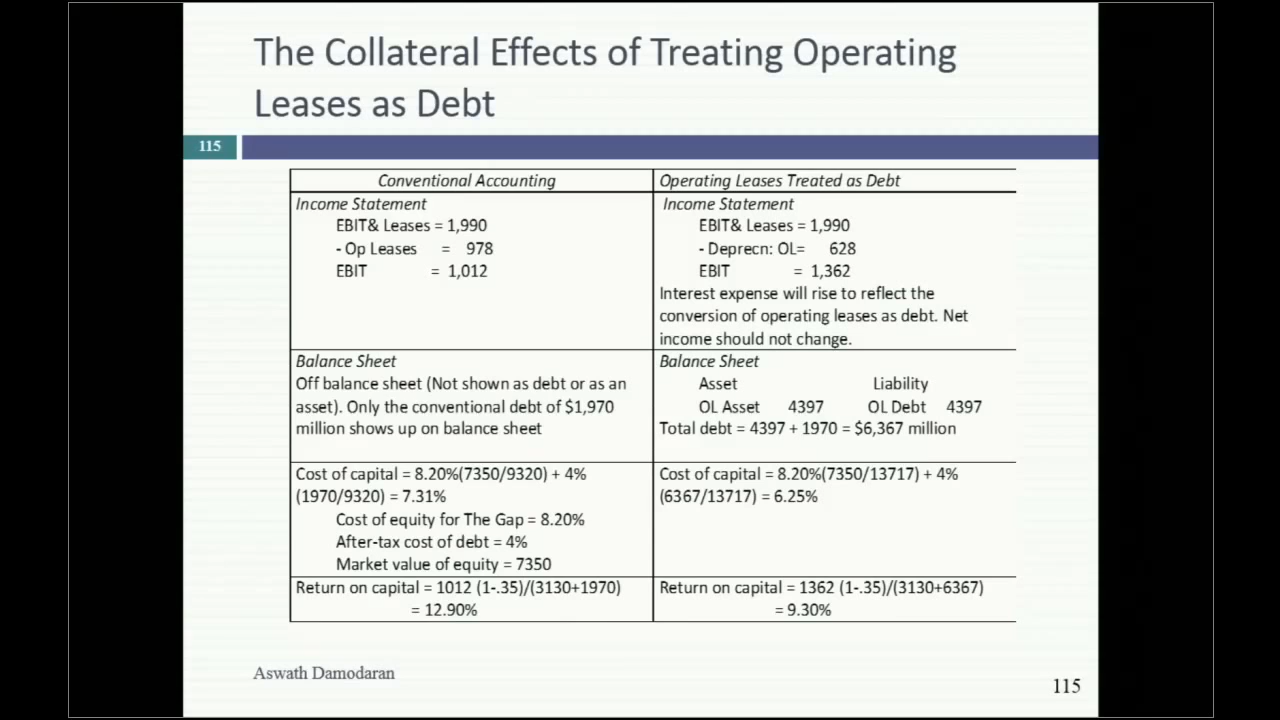 The Collateral Effects of Treating Operating
Leases as Debt
115
Conventional Accounting
Income Statement
EBIT& Leases = 1,990
- Op Leases = 978
EBIT = 1,012
Operating Leases Treated as Debt
Income Statement
EBIT& Leases = 1,990
- Deprecn: OL= 628
EBIT = 1,362
Interest expense will rise to reflect the
conversion of operating leases as debt. Net
income should not change.
Balance Sheet
Off balance sheet (Not shown as debt or as an
asset). Only the conventional debt of $1,970
million shows up on balance sheet
Balance Sheet
Asset Liability
OL Asset 4397 OL Debt 4397
Total debt = 4397 + 1970 = $6,367 million
Cost of capital = 8.20%(7350/9320) + 4%
(1970/9320) = 7.31%
Cost of equity for The Gap = 8.20%
After-tax cost of debt = 4%
Market value of equity = 7350
Cost of capital = 8.20%(7350/13717) + 4%
(6367/13717) = 6.25%
Return on capital = 1012 (1-.35)/(3130+1970)
= 12.90%
Return on capital = 1362 (1-.35)/(3130+6367)
= 9.30%
Aswath Damodaran
115